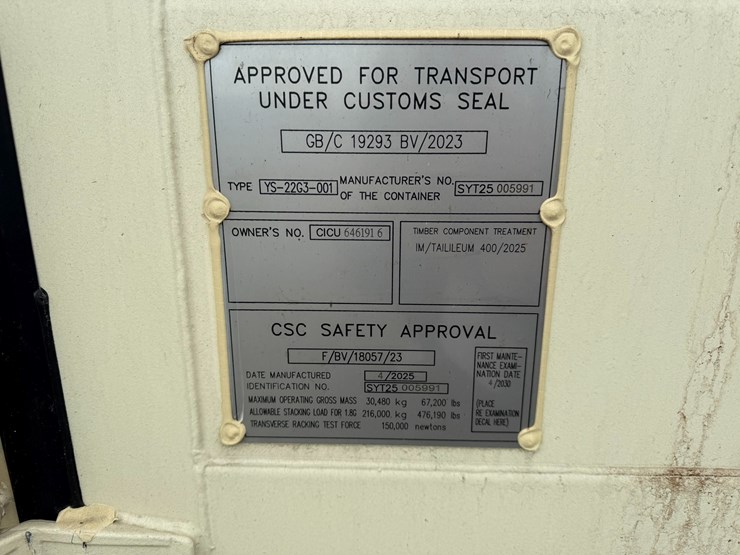 APPROVED FOR TRANSPORT
UNDER CUSTOMS SEAL
GB/C 19293 BV/2023
TYPE YS-22G3-001 MANUFACTURER'S NO. OF THE CONTAINER SYT25 005991
OWNER'S NO. CICU 646191 6
TIMBER COMPONENT TREATMENT
IM/TAILILEUM 400/2025
CSC SAFETY APPROVAL
F/BV/18057/23
DATE MANUFACTURED 4/2025
IDENTIFICATION NO. SYT25 005991
MAXIMUM OPERATING GROSS MASS 30,480 kg 67,200 lbs
ALLOWABLE STACKING LOAD FOR 1.8G 216,000 kg 476,190 lbs
TRANSVERSE RACKING TEST FORCE 150,000 newtons
FIRST MAINTE-
NANCE EXAMI-
NATION DATE
4/2030
(PLACE
RE EXAMINATION
DECAL HERE)